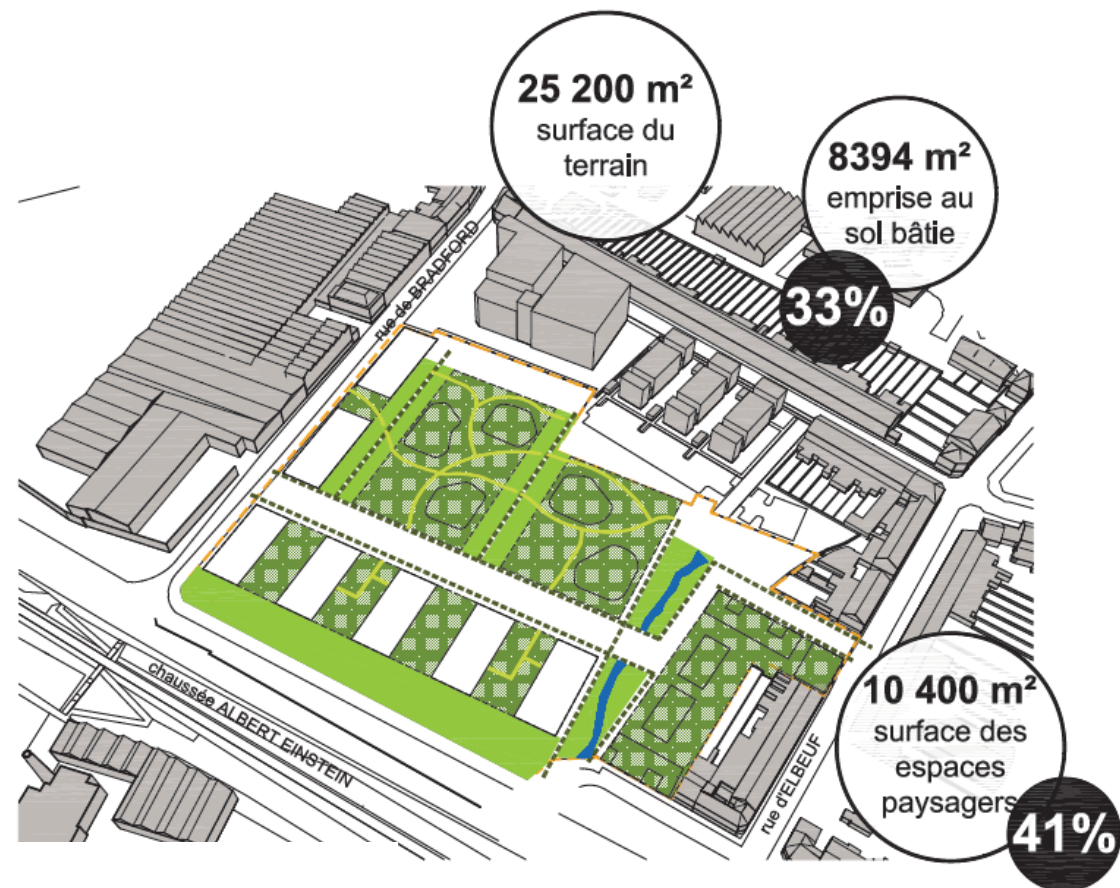 25 200 m²
surface du
terrain
8394 m²
emprise au
sol bâtie
33%
rue de BRADFORD
chaussée ALBERT EINSTEIN
rue d'ELBEUF
10 400 m²
surface des
espaces
paysagers
41%